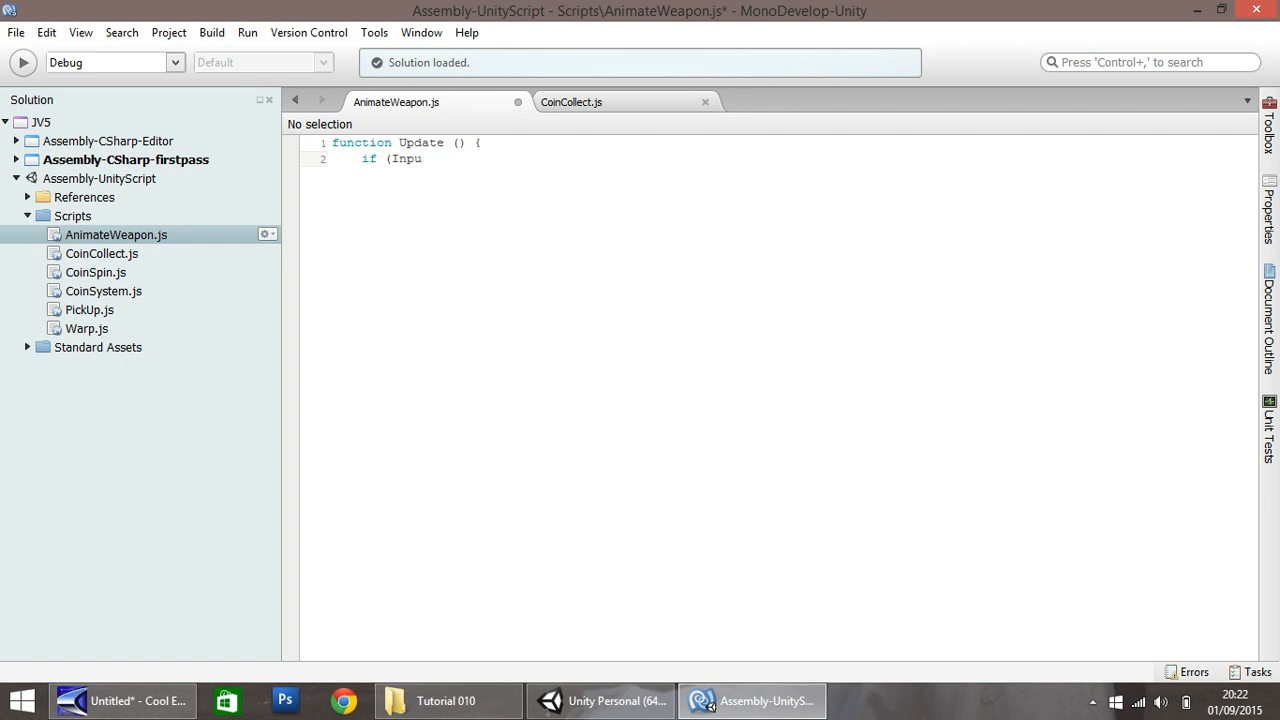 Assembly-UnityScript - Scripts\AnimateWeapon.js* - MonoDevelop-Unity
File Edit View Search Project Build Run Version Control Tools Window Help
Debug Default Solution loaded. Press 'Control+,' to search
Solution
AnimateWeapon.js CoinCollect.js
No selection
JV5
Assembly-CSharp-Editor
Assembly-CSharp-firstpass
Assembly-UnityScript
References
Scripts
AnimateWeapon.js
CoinCollect.js
CoinSpin.js
CoinSystem.js
PickUp.js
Warp.js
Standard Assets
1 function Update () {
2 if (Inpu
Toolbox
Properties
Document Outline
Unit Tests
Errors Tasks
Untitled* - Cool E... Ps Tutorial 010 Unity Personal (64... Assembly-UnityS...
20:22
01/09/2015